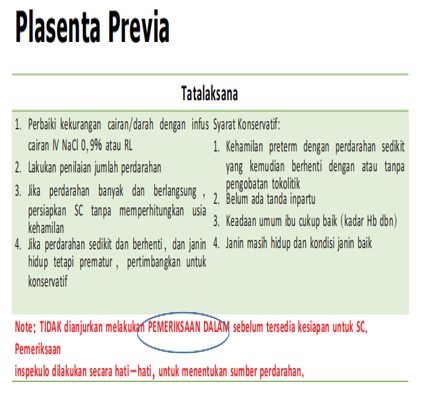 Plasenta Previa
Tatalaksana
1. Perbaiki kekurangan cairan/darah dengan infus
cairan IV NaCl 0,9% atau RL
2. Lakukan penilaian jumlah perdarahan
3. Jika perdarahan banyak dan berlangsung ,
persiapkan SC tanpa memperhitungkan usia
kehamilan
4. Jika perdarahan sedikit dan berhenti, dan janin
hidup tetapi prematur , pertimbangkan untuk
konservatif
Syarat Konservatif:
1. Kehamilan preterm dengan perdarahan sedikit
yang kemudian berhenti dengan atau tanpa
pengobatan tokolitik
2. Belum ada tanda inpartu
3. Keadaan umum ibu cukup baik (kadar Hb dbn)
4. Janin masih hidup dan kondisi janin baik
Note: TIDAK dianjurkan melakukan PEMERIKSAAN DALAM sebelum tersedia kesiapan untuk SC.
Pemeriksaan
inspekulo dilakukan secara hati–hati, untuk menentukan sumber perdarahan.